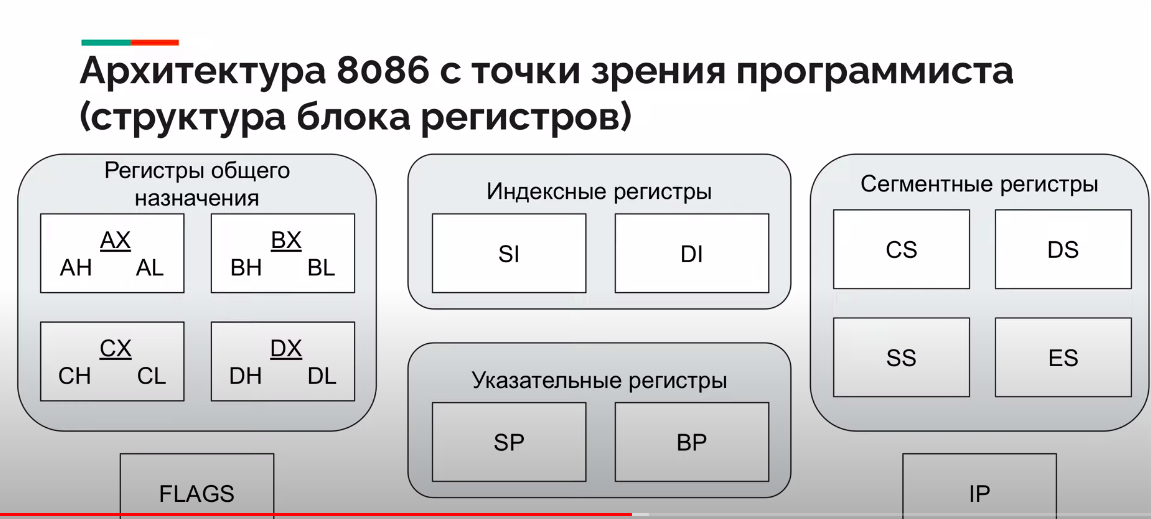 Архитектура 8086 с точки зрения программиста
(структура блока регистров)
Регистры общего
назначения
AX
AH AL
BX
BH BL
CX
CH CL
DX
DH DL
Индексные регистры
SI
DI
Указательные регистры
SP
BP
Сегментные регистры
CS
DS
SS
ES
FLAGS
IP